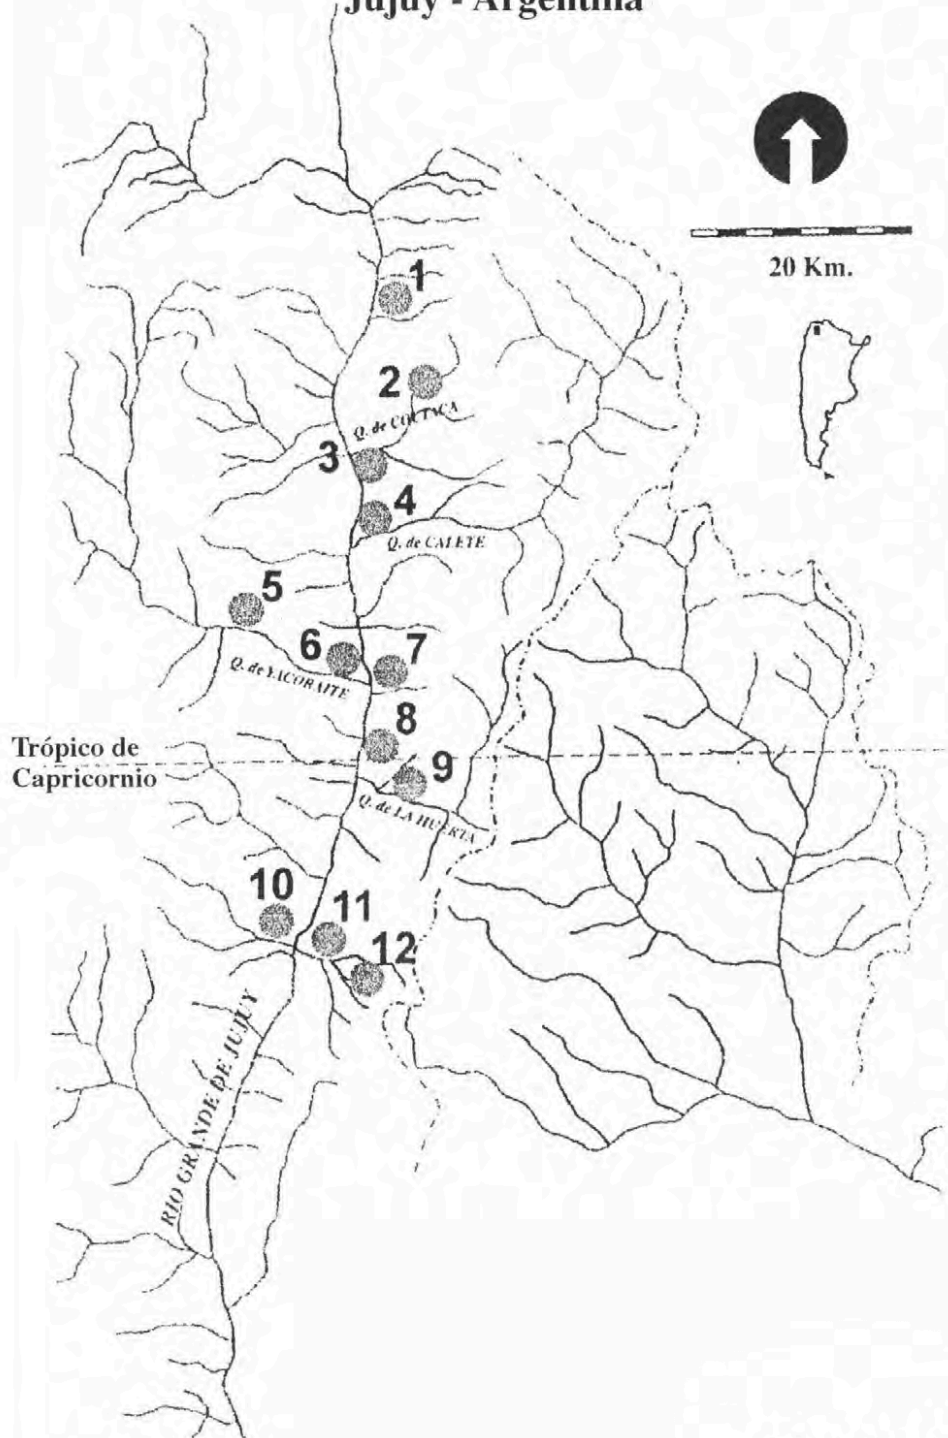 Jujuy - Argentina
20 Km.
1
2
Q. de COCTACA
3
4
Q. de CALETE
5
6
7
Q. de YACORAITE
8
Trópico de
Capricornio
9
Q. de LA HUERTA
10
11
12
RIO GRANDE DE JUJUY